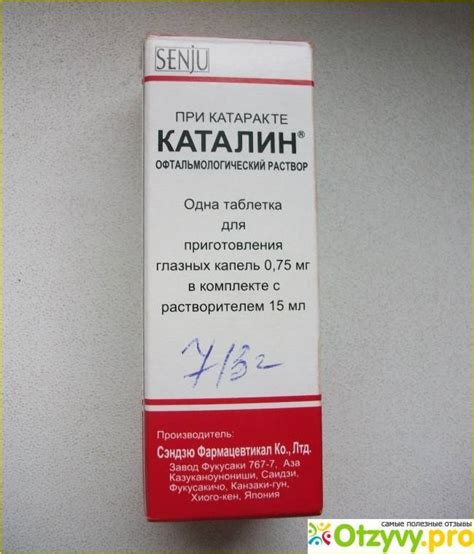 SENJU
ПРИ КАТАРАКТЕ
КАТАЛИН®
ОФТАЛЬМОЛОГИЧЕСКИЙ РАСТВОР
Одна таблетка
для
приготовления
глазных капель 0,75 мг
в комплекте с
растворителем 15 мл
Производитель:
Сэндзю Фармацевтикал Ко., Лтд.
Завод Фукусаки 767-7, Аза
Казуканоунониши, Саидзи,
Фукусакичо, Канзаки-гун,
Хиого-кен, Япония
самые полезные отзывы
Otzyvy.pro